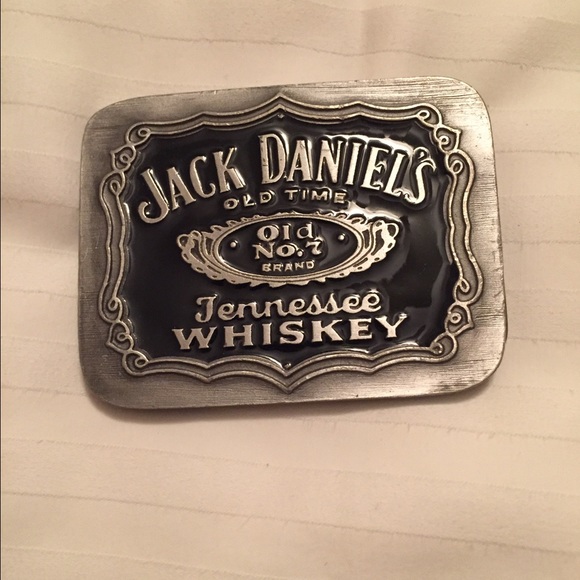 JACK DANIEL'S
OLD TIME
Old
No. 7
BRAND
Tennessee
WHISKEY